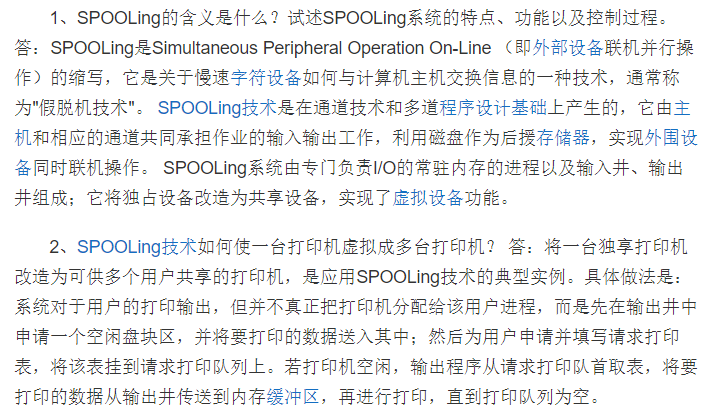 1、SPOOLing的含义是什么？试述SPOOLing系统的特点、功能以及控制过程。
答：SPOOLing是Simultaneous Peripheral Operation On-Line （即外部设备联机并行操
作）的缩写，它是关于慢速字符设备如何与计算机主机交换信息的一种技术，通常称
为"假脱机技术"。 SPOOLing技术是在通道技术和多道程序设计基础上产生的，它由主
机和相应的通道共同承担作业的输入输出工作，利用磁盘作为后援存储器，实现外围设
备同时联机操作。 SPOOLing系统由专门负责I/O的常驻内存的进程以及输入井、输出
井组成；它将独占设备改造为共享设备，实现了虚拟设备功能。
2、SPOOLing技术如何使一台打印机虚拟成多台打印机？ 答：将一台独享打印机
改造为可供多个用户共享的打印机，是应用SPOOLing技术的典型实例。具体做法是：
系统对于用户的打印输出，但并不真正把打印机分配给该用户进程，而是先在输出井中
申请一个空闲盘块区，并将要打印的数据送入其中；然后为用户申请并填写请求打印
表，将该表挂到请求打印队列上。若打印机空闲，输出程序从请求打印队首取表，将要
打印的数据从输出井传送到内存缓冲区，再进行打印，直到打印队列为空。